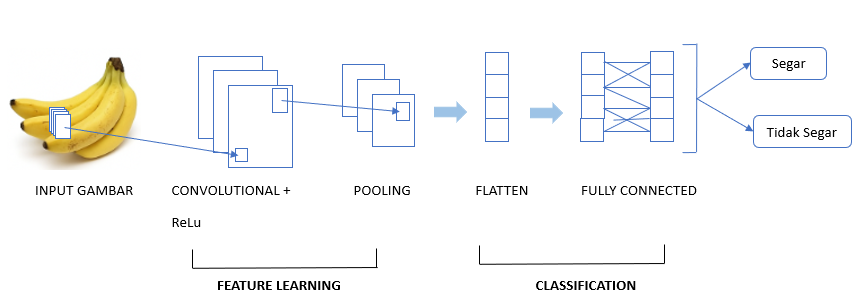 Segar
Tidak Segar
INPUT GAMBAR
CONVOLUTIONAL +
ReLu
POOLING
FLATTEN
FULLY CONNECTED
FEATURE LEARNING
CLASSIFICATION